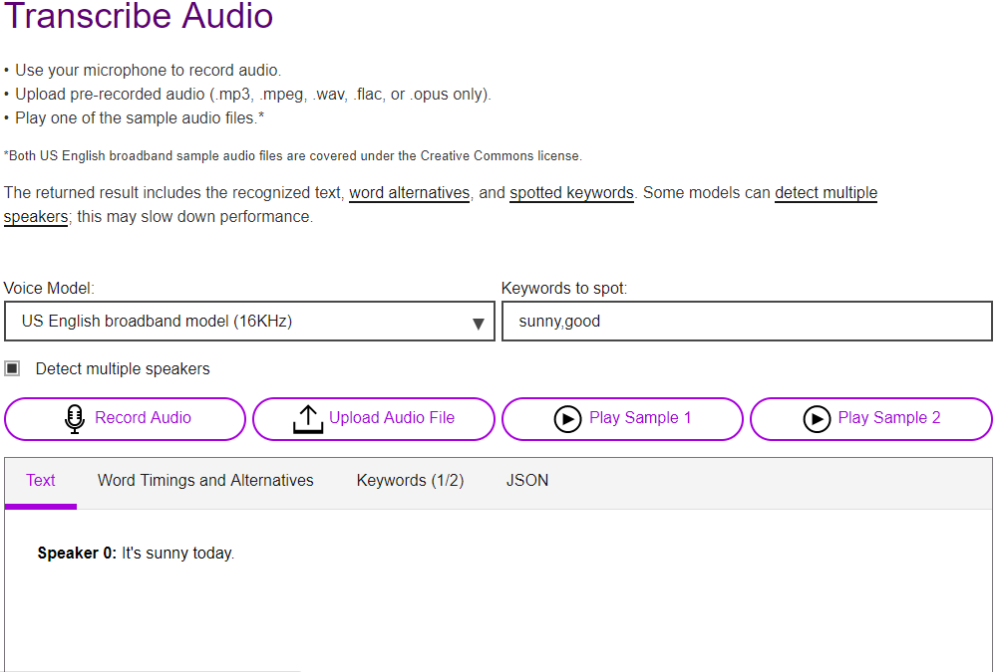 Transcribe Audio
• Use your microphone to record audio.
• Upload pre-recorded audio (.mp3, .mpeg, .wav, .flac, or .opus only).
• Play one of the sample audio files.*
*Both US English broadband sample audio files are covered under the Creative Commons license.
The returned result includes the recognized text, word alternatives, and spotted keywords. Some models can detect multiple
speakers; this may slow down performance.
Voice Model:
Keywords to spot:
US English broadband model (16KHz)
sunny,good
Detect multiple speakers
Record Audio
Upload Audio File
Play Sample 1
Play Sample 2
Text
Word Timings and Alternatives
Keywords (1/2)
JSON
Speaker 0: It's sunny today.